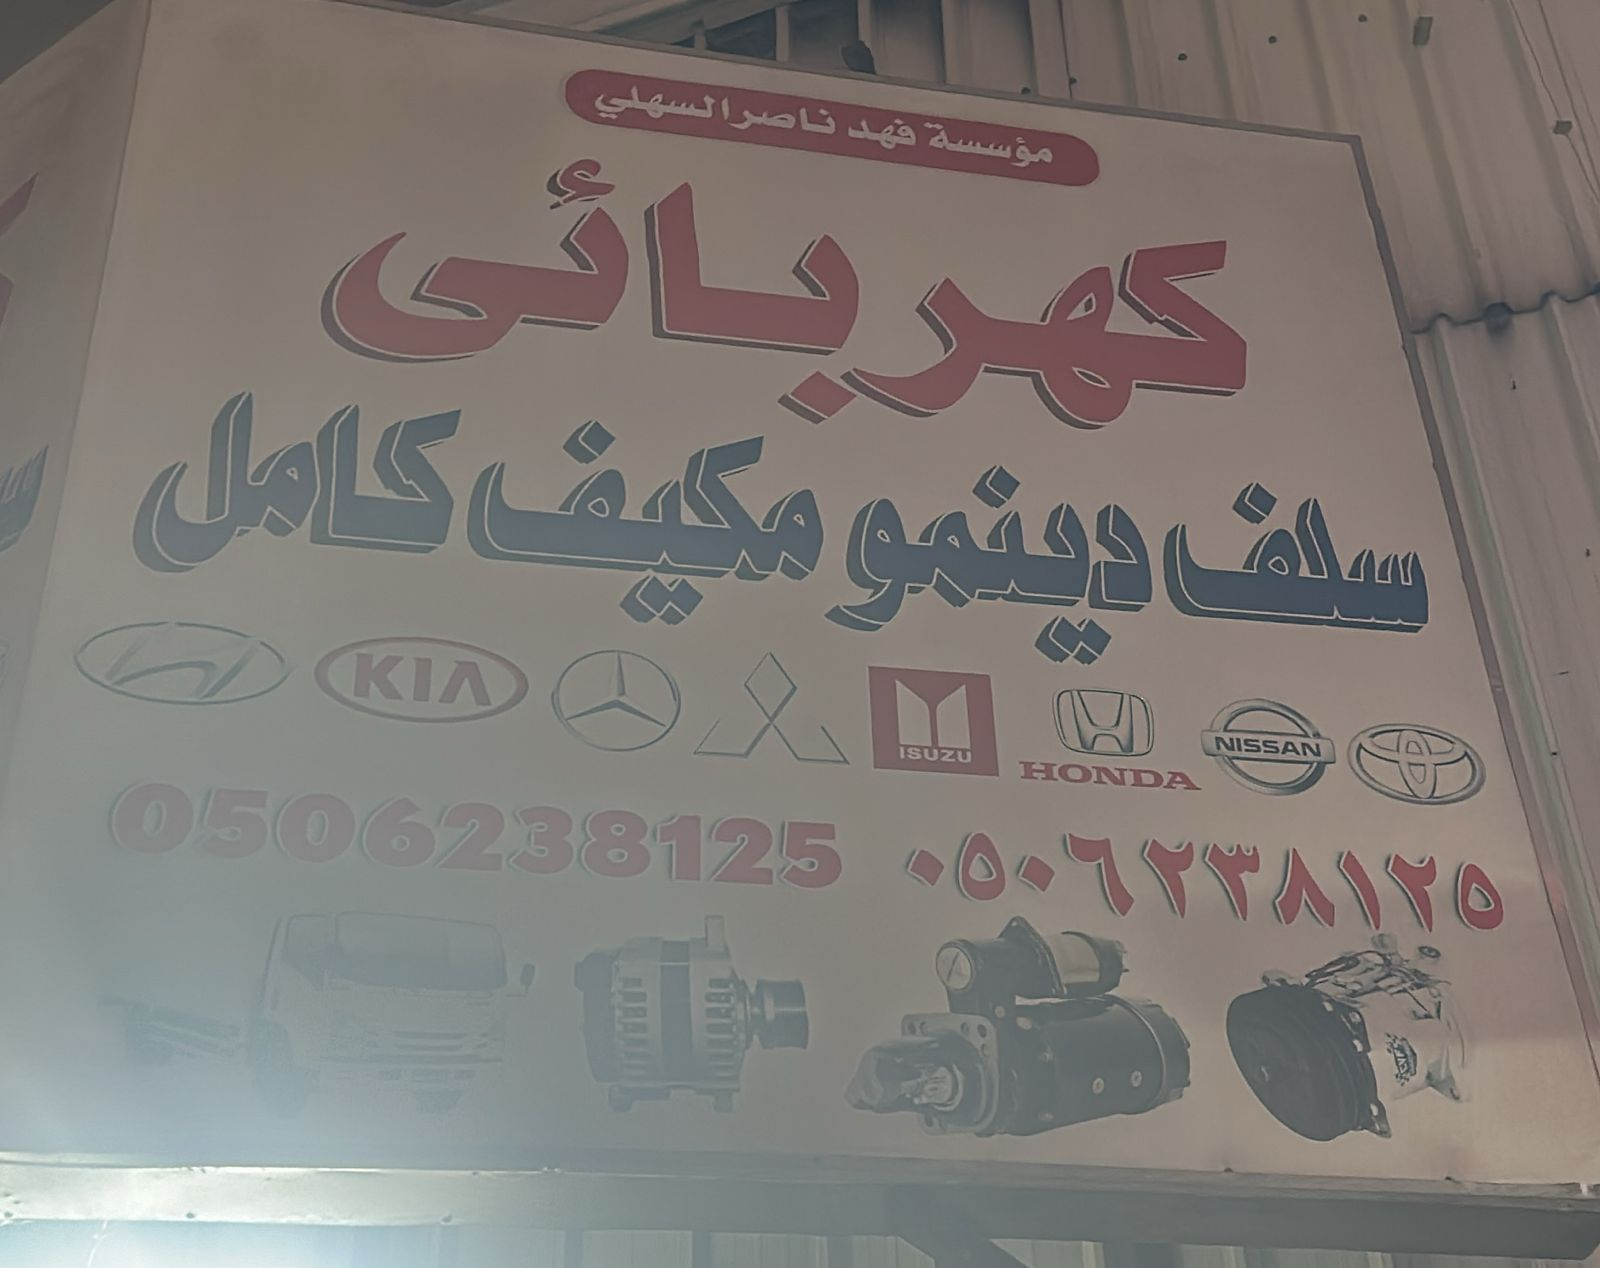 مؤسسة فهد ناصر السهلي
كهربائى
سلف دينمو مكيف كامل
KIA ISUZU HONDA NISSAN
0506238125 ٠٥٠٦٢٣٨١٢٥